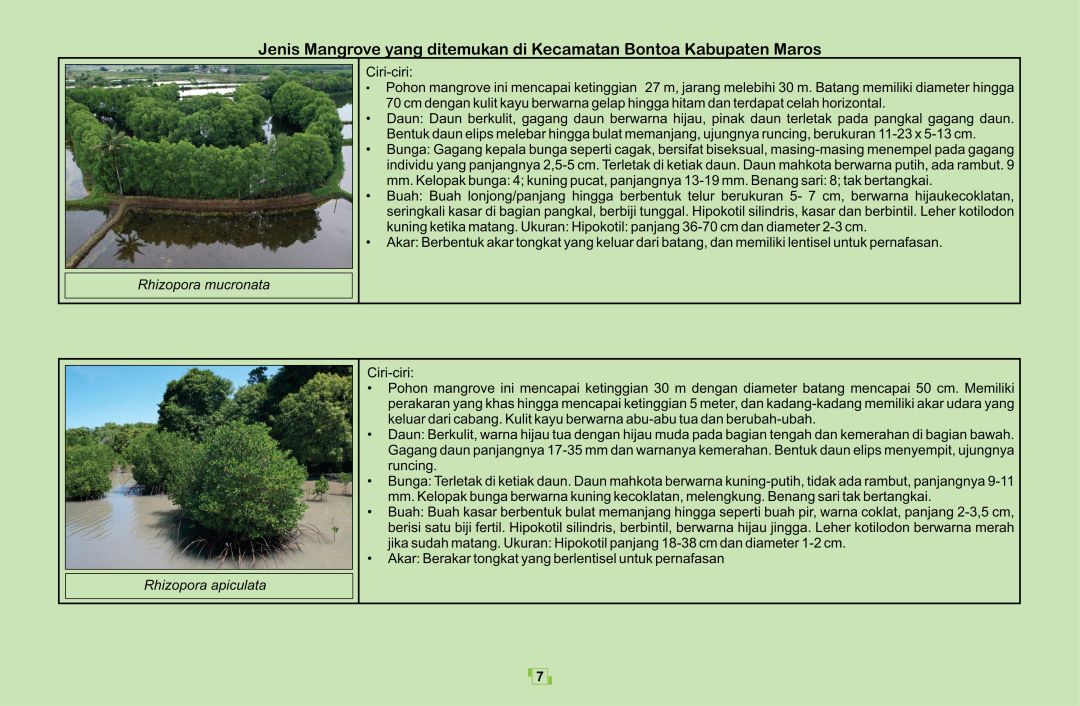 Jenis Mangrove yang ditemukan di Kecamatan Bontoa Kabupaten Maros
Rhizopora mucronata
Ciri-ciri:
• Pohon mangrove ini mencapai ketinggian 27 m, jarang melebihi 30 m. Batang memiliki diameter hingga
70 cm dengan kulit kayu berwarna gelap hingga hitam dan terdapat celah horizontal.
• Daun: Daun berkulit, gagang daun berwarna hijau, pinak daun terletak pada pangkal gagang daun.
Bentuk daun elips melebar hingga bulat memanjang, ujungnya runcing, berukuran 11-23 x 5-13 cm.
• Bunga: Gagang kepala bunga seperti cagak, bersifat biseksual, masing-masing menempel pada gagang
individu yang panjangnya 2,5-5 cm. Terletak di ketiak daun. Daun mahkota berwarna putih, ada rambut. 9
mm. Kelopak bunga: 4; kuning pucat, panjangnya 13-19 mm. Benang sari: 8; tak bertangkai.
• Buah: Buah lonjong/panjang hingga berbentuk telur berukuran 5- 7 cm, berwarna hijaukecoklatan,
seringkali kasar di bagian pangkal, berbiji tunggal. Hipokotil silindris, kasar dan berbintil. Leher kotilodon
kuning ketika matang. Ukuran: Hipokotil: panjang 36-70 cm dan diameter 2-3 cm.
• Akar: Berbentuk akar tongkat yang keluar dari batang, dan memiliki lentisel untuk pernafasan.
Rhizopora apiculata
Ciri-ciri:
• Pohon mangrove ini mencapai ketinggian 30 m dengan diameter batang mencapai 50 cm. Memiliki
perakaran yang khas hingga mencapai ketinggian 5 meter, dan kadang-kadang memiliki akar udara yang
keluar dari cabang. Kulit kayu berwarna abu-abu tua dan berubah-ubah.
• Daun: Berkulit, warna hijau tua dengan hijau muda pada bagian tengah dan kemerahan di bagian bawah.
Gagang daun panjangnya 17-35 mm dan warnanya kemerahan. Bentuk daun elips menyempit, ujungnya
runcing.
• Bunga: Terletak di ketiak daun. Daun mahkota berwarna kuning-putih, tidak ada rambut, panjangnya 9-11
mm. Kelopak bunga berwarna kuning kecoklatan, melengkung. Benang sari tak bertangkai.
• Buah: Buah kasar berbentuk bulat memanjang hingga seperti buah pir, warna coklat, panjang 2-3,5 cm,
berisi satu biji fertil. Hipokotil silindris, berbintil, berwarna hijau jingga. Leher kotilodon berwarna merah
jika sudah matang. Ukuran: Hipokotil panjang 18-38 cm dan diameter 1-2 cm.
• Akar: Berakar tongkat yang berlentisel untuk pernafasan
7